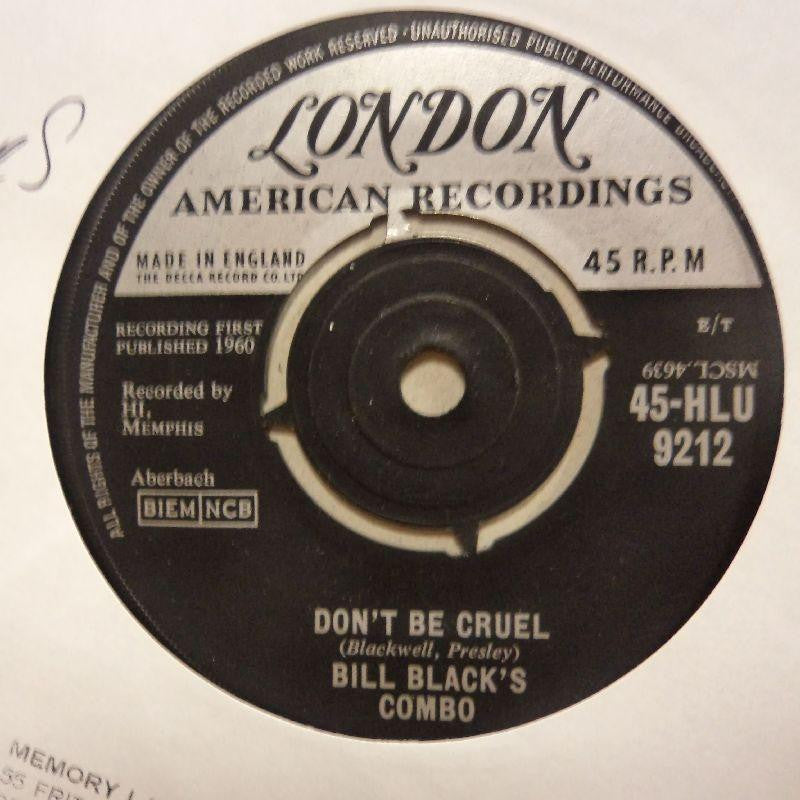 ALL RIGHTS OF THE MANUFACTURER AND OF THE OWNER OF THE RECORDED WORK RESERVED · UNAUTHORISED PUBLIC PERFORMANCE
LONDON
AMERICAN RECORDINGS
MADE IN ENGLAND
THE DECCA RECORD CO. LTD
45 R.P.M
RECORDING FIRST
PUBLISHED 1960
E/T
MSCL.4639
Recorded by
HI,
MEMPHIS
45-HLU
9212
Aberbach
BIEM NCB
DON'T BE CRUEL
(Blackwell, Presley)
BILL BLACK'S
COMBO
MEMORY
55